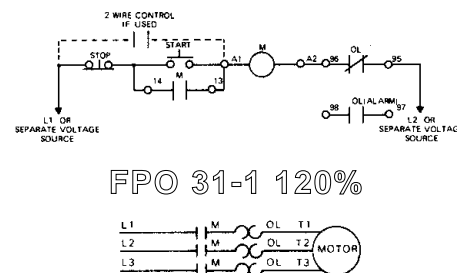 2 WIRE CONTROL
IF USED
STOP
START
A1
M
A2
96
OL
95
14
M
13
98
OL(ALARM)
97
L1 OR
SEPARATE VOLTAGE
SOURCE
L2 OR
SEPARATE VOLTAG
SOURCE
FPO 31-1 120%
L1
M
OL
T1
L2
M
OL
T2
MOTOR
L3
M
OL
T3